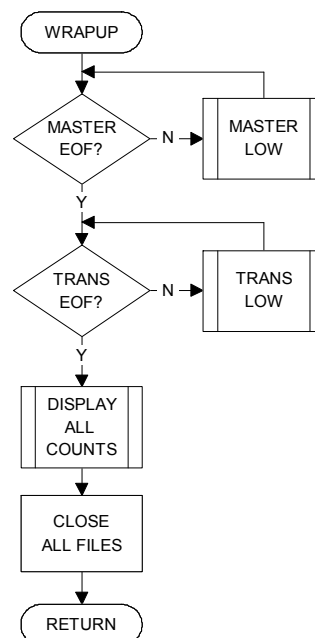 WRAPUP
MASTER
EOF?
N
MASTER
LOW
Y
TRANS
EOF?
N
TRANS
LOW
Y
DISPLAY
ALL
COUNTS
CLOSE
ALL FILES
RETURN